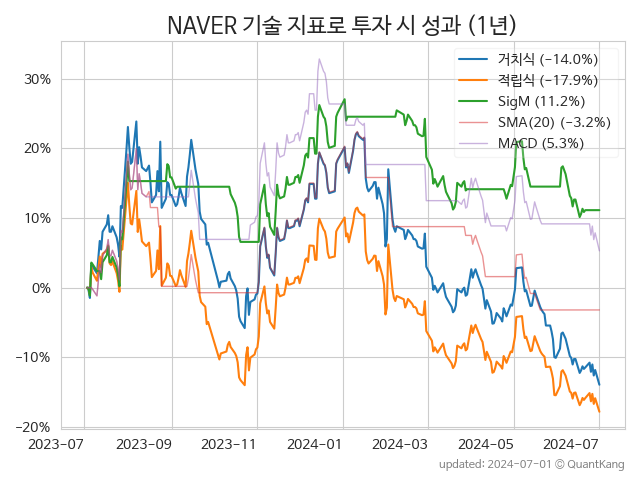 NAVER 기술 지표로 투자 시 성과 (1년)
거치식 (−14.0%)
적립식 (−17.9%)
SigM (11.2%)
SMA(20) (−3.2%)
MACD (5.3%)
30%
20%
10%
0%
−10%
−20%
2023-07 2023-09 2023-11 2024-01 2024-03 2024-05 2024-07
updated: 2024-07-01 © QuantKang